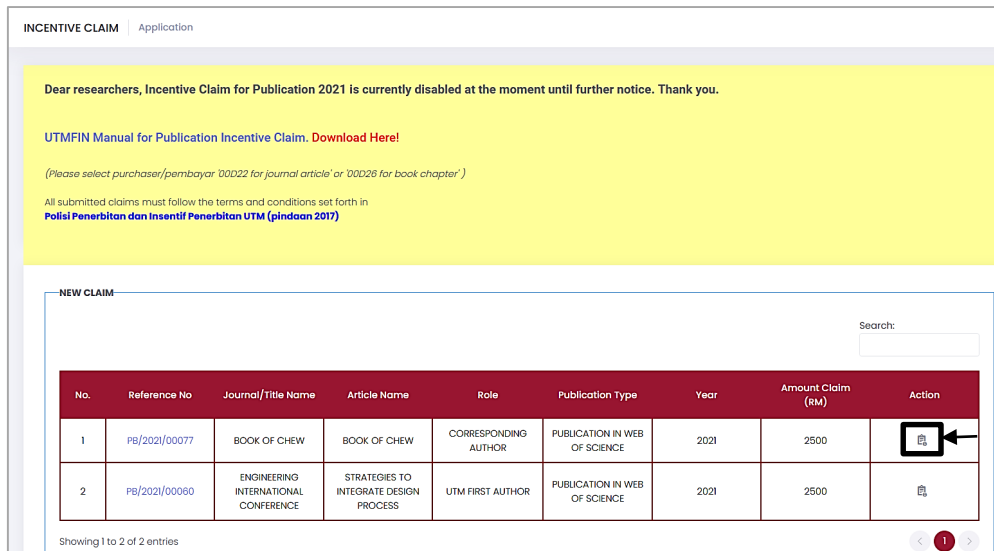 INCENTIVE CLAIM Application
Dear researchers, Incentive Claim for Publication 2021 is currently disabled at the moment until further notice. Thank you.
UTMFIN Manual for Publication Incentive Claim. Download Here!
(Please select purchaser/pembayar '00D22 for journal article' or '00D26 for book chapter' )
All submitted claims must follow the terms and conditions set forth in
Polisi Penerbitan dan Insentif Penerbitan UTM (pindaan 2017)
NEW CLAIM
Search:
No. Reference No Journal/Title Name Article Name Role Publication Type Year Amount Claim (RM) Action
1 PB/2021/00077 BOOK OF CHEW BOOK OF CHEW CORRESPONDING AUTHOR PUBLICATION IN WEB OF SCIENCE 2021 2500
2 PB/2021/00060 ENGINEERING INTERNATIONAL CONFERENCE STRATEGIES TO INTEGRATE DESIGN PROCESS UTM FIRST AUTHOR PUBLICATION IN WEB OF SCIENCE 2021 2500
Showing 1 to 2 of 2 entries
1